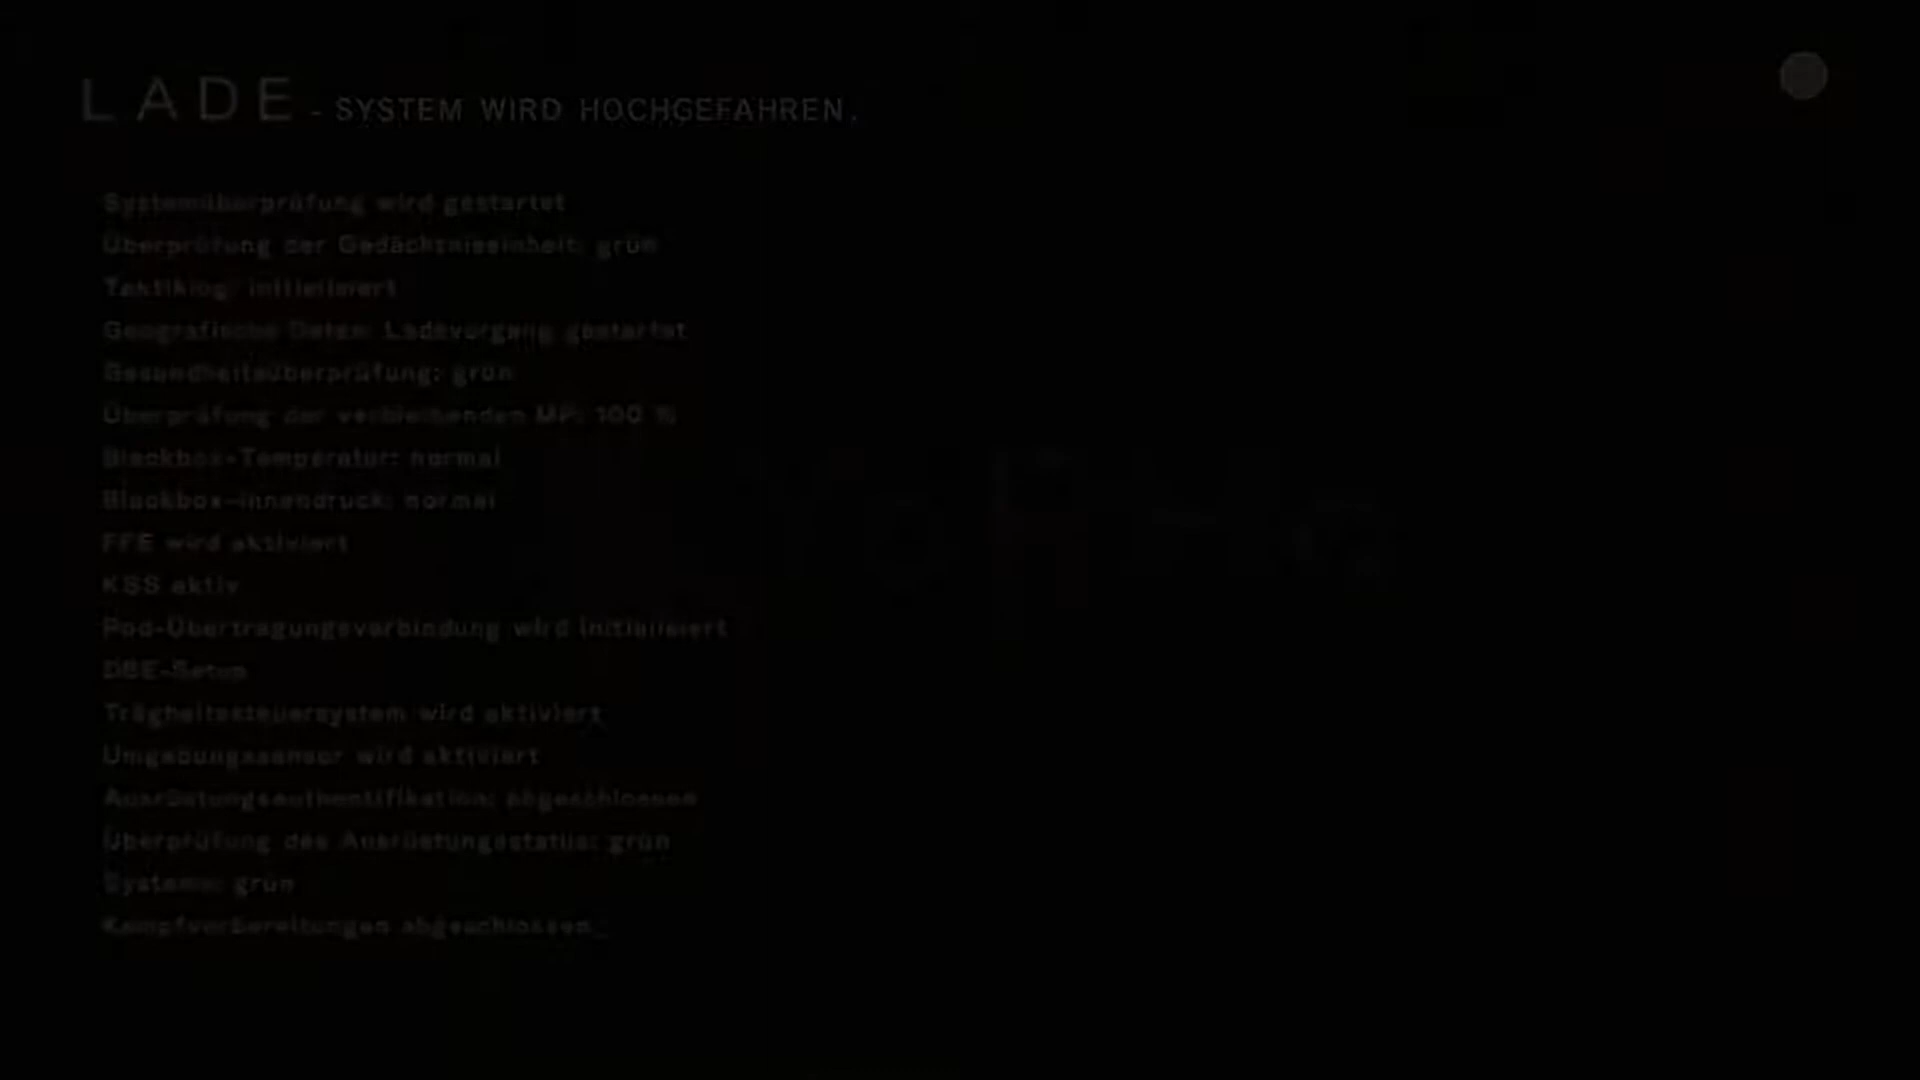 LADE - SYSTEM WIRD HOCHGEFAHREN.
Systemüberprüfung wird gestartet
Überprüfung der Gedächtniseinheit: grün
Taktiklog: initialisiert
Geografische Daten: Ladevorgang gestartet
Gesundheitsüberprüfung: grün
Überprüfung der verbleibenden MP: 100 %
Blackbox-Temperatur: normal
Blackbox-Innendruck: normal
FFE wird aktiviert
KSS aktiv
Pod-Übertragungsverbindung wird initialisiert
DBE-Setup
Trägheitssteuersystem wird aktiviert
Umgebungssensor wird aktiviert
Ausrüstungsauthentifikation: abgeschlossen
Überprüfung des Ausrüstungsstatus: grün
Systeme: grün
Kampfvorbereitungen abgeschlossen_